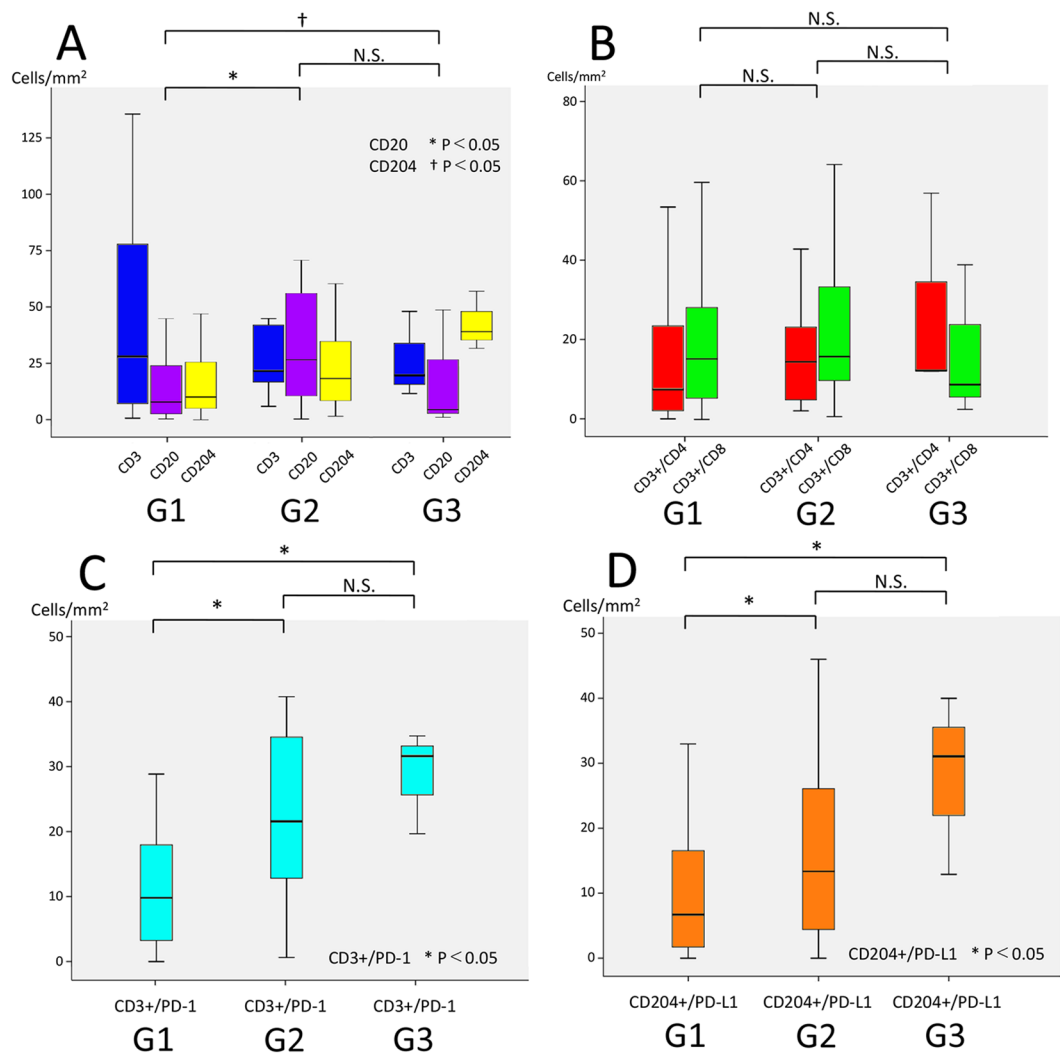 A
†
N.S.
Cells/mm²
*
CD20 * P < 0.05
CD204 † P < 0.05
125
100
75
50
25
0
CD3 CD20 CD204 CD3 CD20 CD204 CD3 CD20 CD204
G1 G2 G3
B
N.S.
N.S.
N.S.
Cells/mm²
80
60
40
20
0
CD3+/CD4 CD3+/CD8 CD3+/CD4 CD3+/CD8 CD3+/CD4 CD3+/CD8
G1 G2 G3
C
*
N.S.
Cells/mm²
*
50
40
30
20
10
0
CD3+/PD-1 * P < 0.05
CD3+/PD-1 CD3+/PD-1 CD3+/PD-1
G1 G2 G3
D
*
N.S.
Cells/mm²
*
50
40
30
20
10
0
CD204+/PD-L1 * P < 0.05
CD204+/PD-L1 CD204+/PD-L1 CD204+/PD-L1
G1 G2 G3